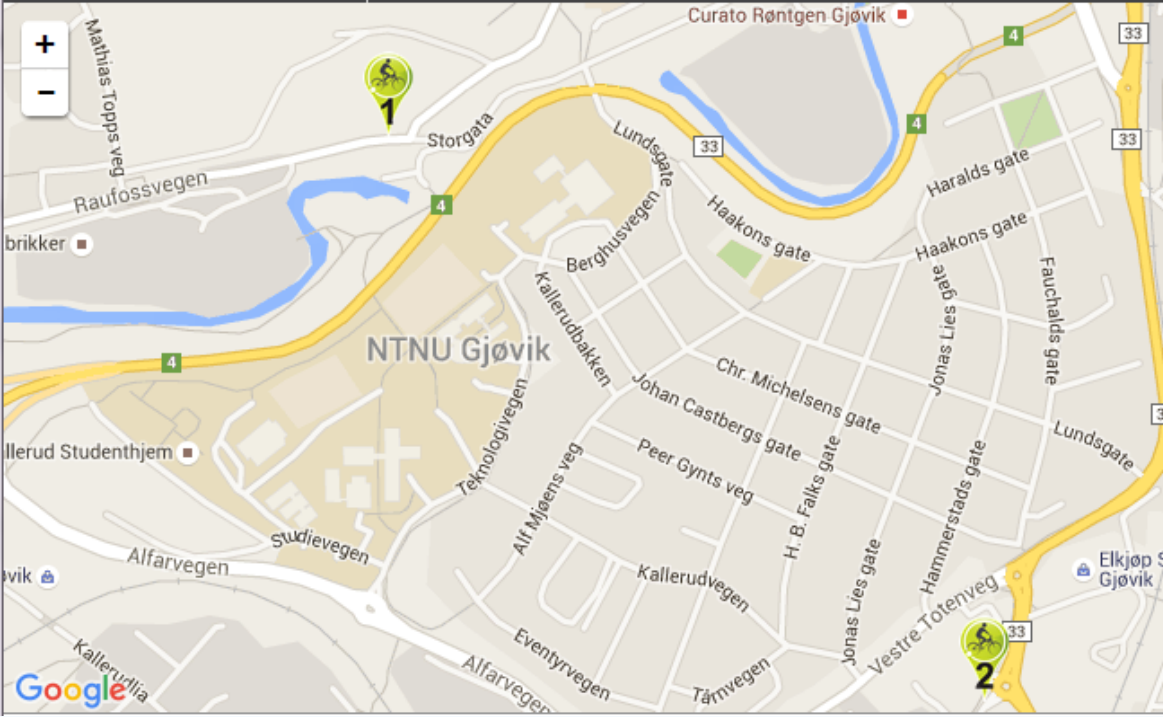 Curato Røntgen Gjøvik
+
−
Mathias Topps veg
1
4
33
Storgata
Lundsgate
33
4
33
Raufossvegen
4
Haralds gate
Haakons gate
Haakons gate
brikker
Berghusvegen
Kallerudbakken
Jonas Lies gate
Fauchalds gate
NTNU Gjøvik
4
Chr. Michelsens gate
Johan Castbergs gate
Lundsgate
3
llerud Studenthjem
Teknologivegen
Peer Gynts veg
Alf Mjøens veg
H. B. Falks gate
Hammerstads gate
Studievegen
Alfarvegen
Elkjøp S
Gjøvik
vik
Kallerudvegen
Jonas Lies gate
Vestre Totenveg
33
2
Eventyrvegen
Alfarvegen
Tårnvegen
Kallerudlia
Google